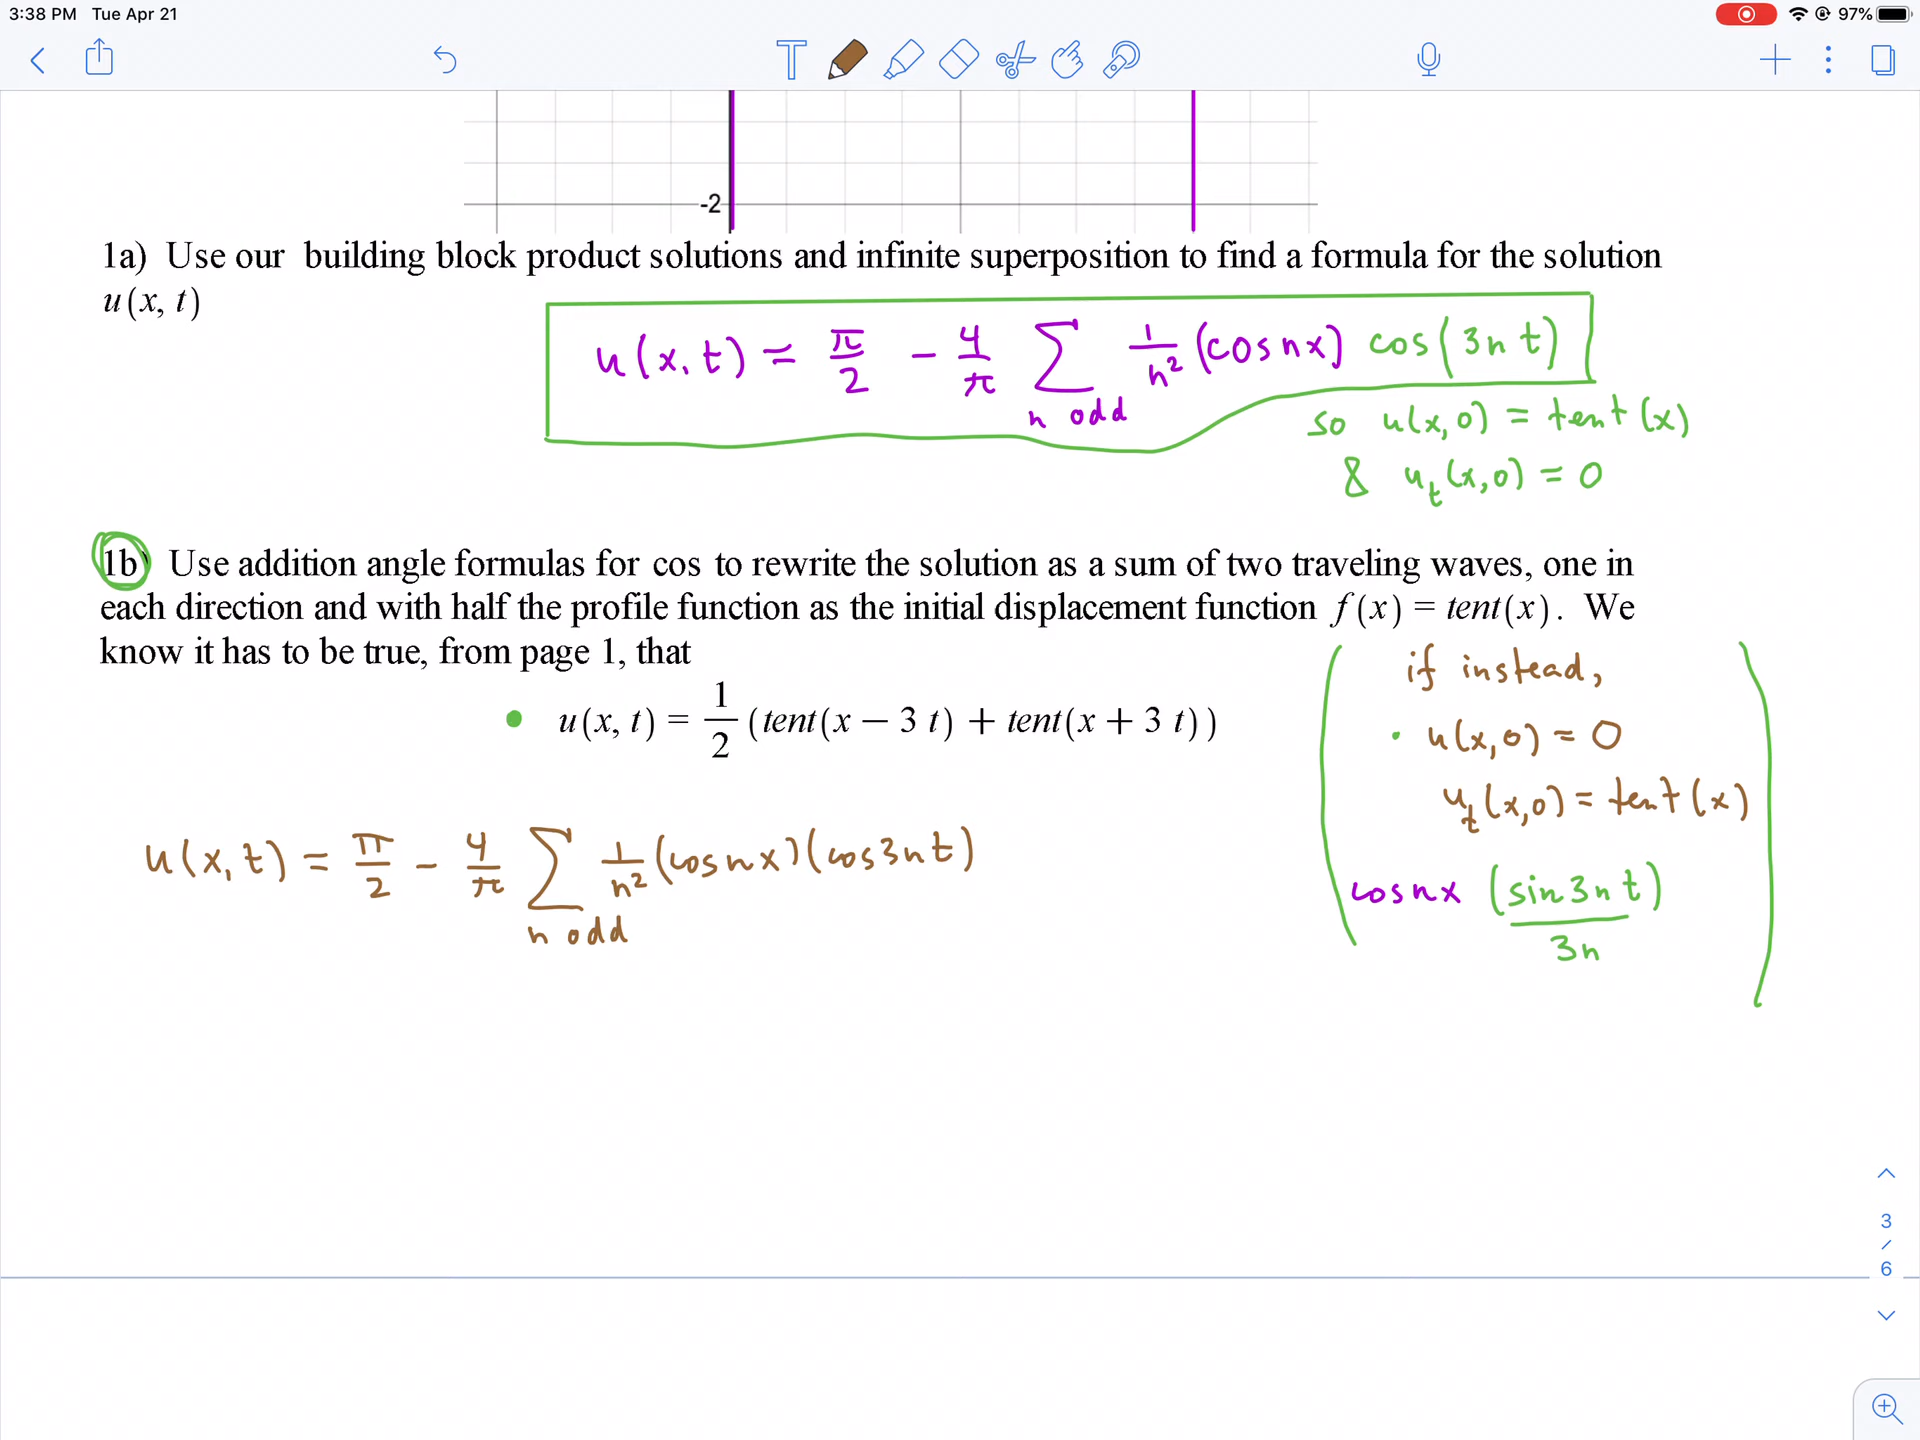 3:38 PM Tue Apr 21 97%
-2
1a) Use our building block product solutions and infinite superposition to find a formula for the solution
u(x, t)
u(x,t) = π/2 - 4/π ∑ n odd 1/n² (cos nx) cos(3n t)
so u(x,0) = tent(x)
& u_t(x,0) = 0
1b) Use addition angle formulas for cos to rewrite the solution as a sum of two traveling waves, one in
each direction and with half the profile function as the initial displacement function f(x) = tent(x). We
know it has to be true, from page 1, that
• u(x, t) = 1/2 (tent(x − 3 t) + tent(x + 3 t))
(if instead,
• u(x,0) = 0
u_t(x,0) = tent(x)
cos nx (sin 3n t)/3n)
u(x,t) = π/2 - 4/π ∑ n odd 1/n² (cos nx)(cos 3n t)
3
/
6